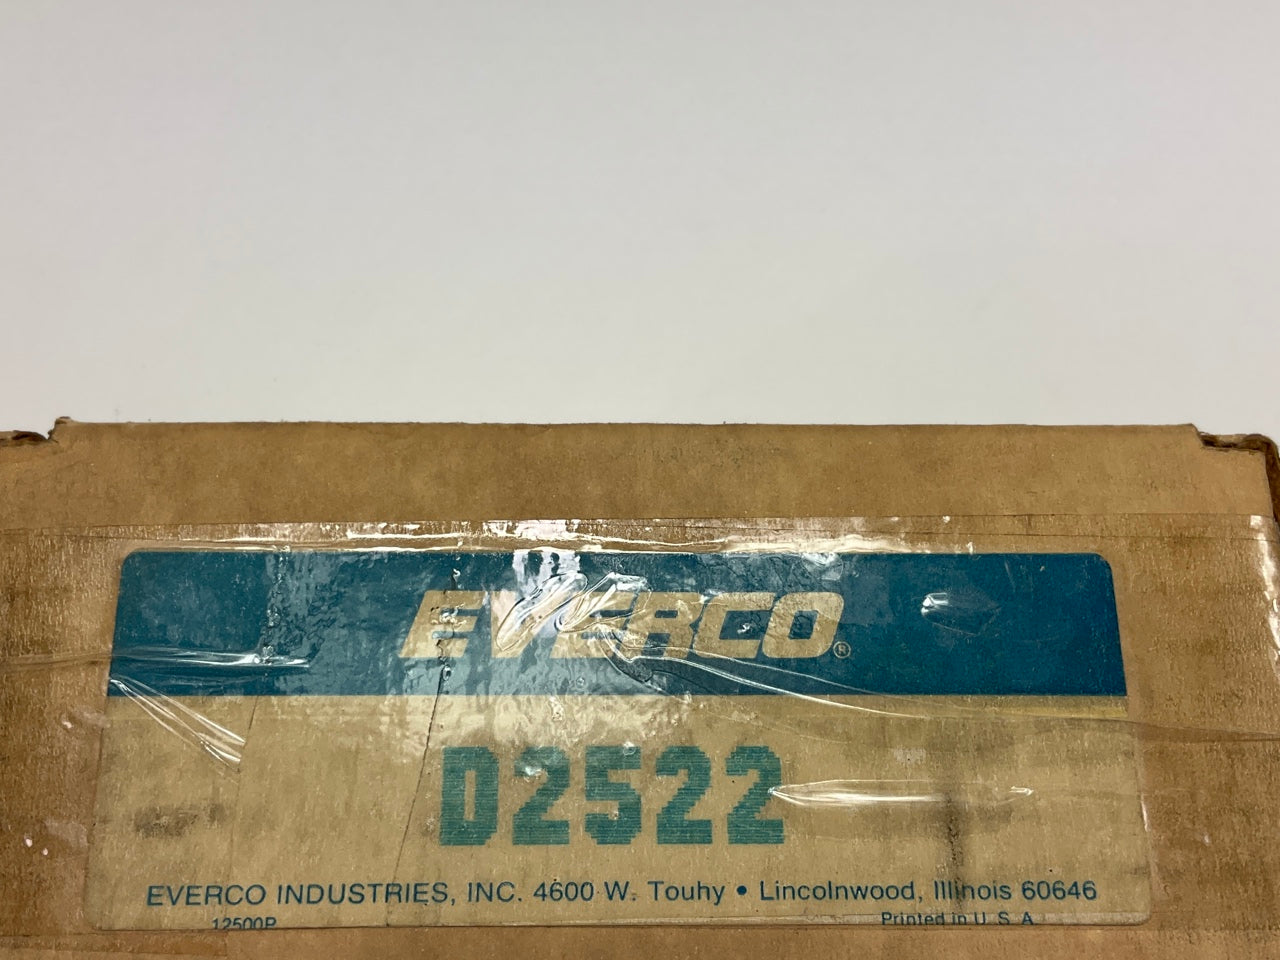 EVERCO®
D2522
EVERCO INDUSTRIES, INC. 4600 W. Touhy • Lincolnwood, Illinois 60646
12500P Printed in U. S. A